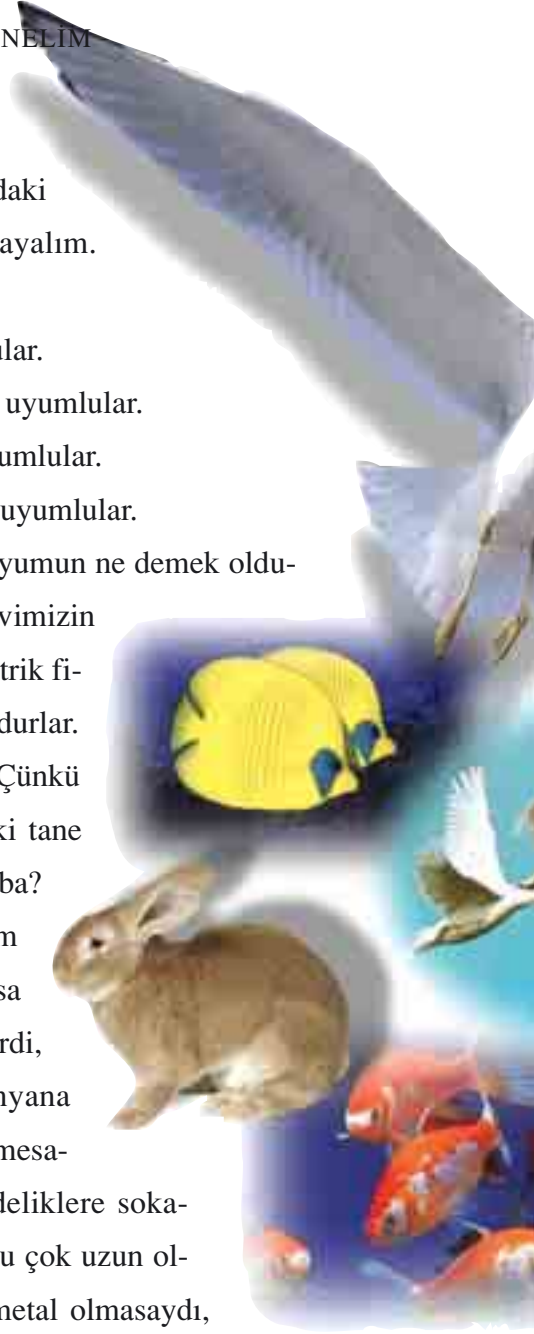 NELİM
daki
ayalım.
ular.
uyumlular.
umlular.
uyumlular.
yumun ne demek oldu-
vimizin
trik fi-
durlar.
Çünkü
ki tane
ba?
m
sa
rdi,
nyana
mesa-
deliklere soka-
u çok uzun ol-
metal olmasaydı,